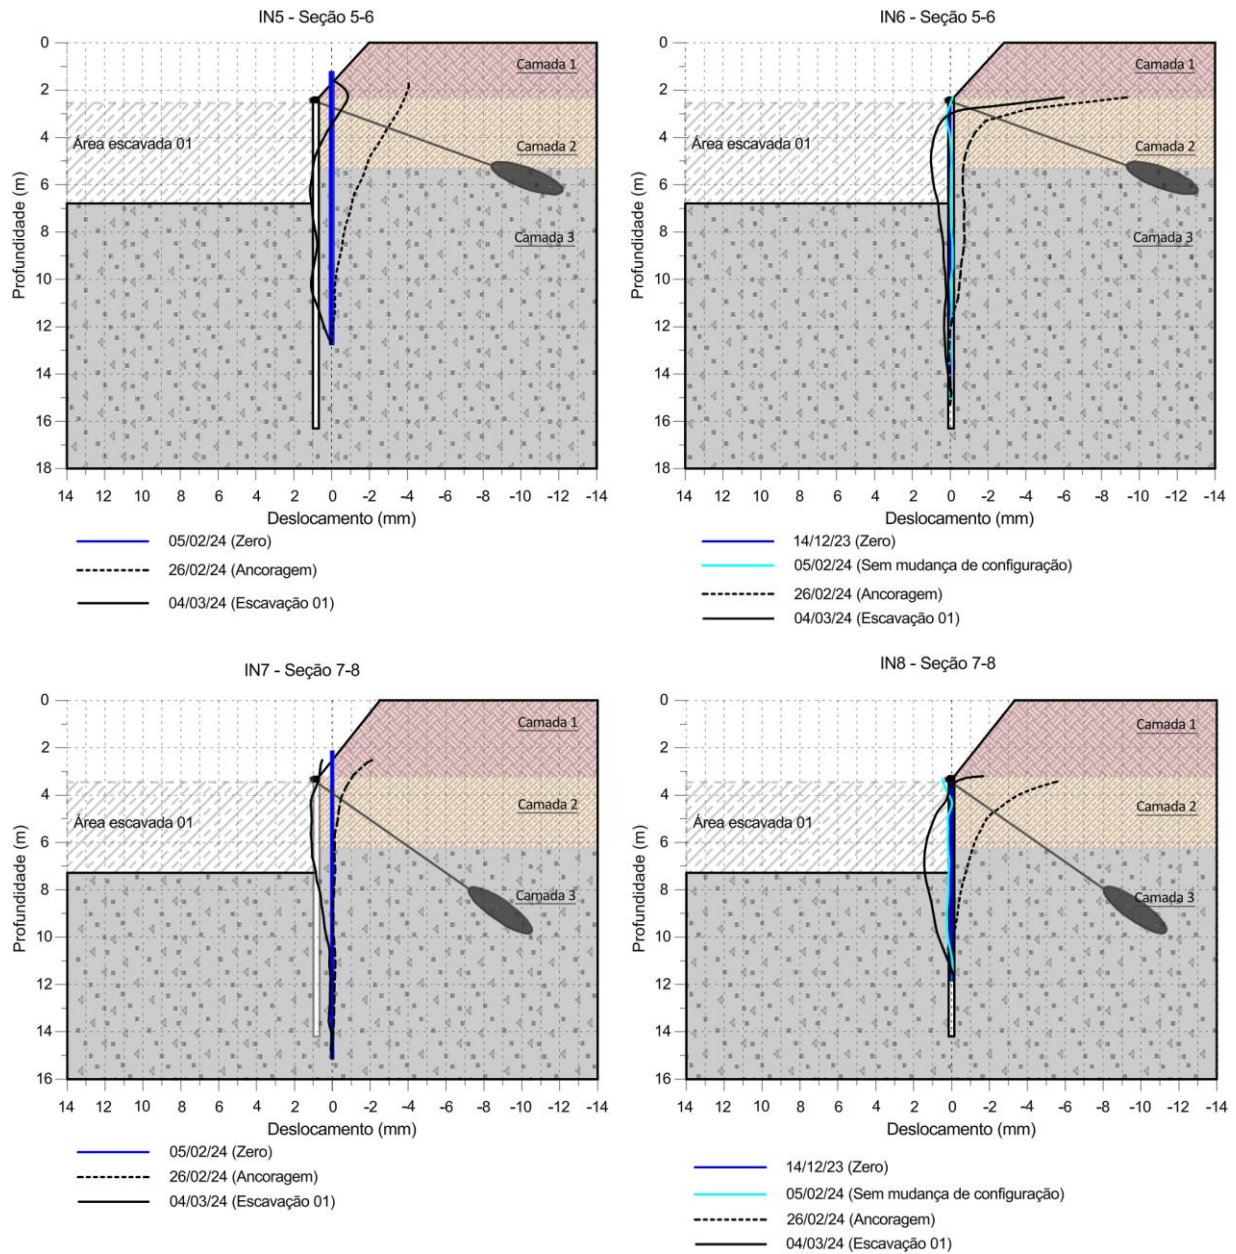 IN5 - Seção 5-6
0
2
4
6
8
10
12
14
16
18
Profundidade (m)
Camada 1
Camada 2
Camada 3
Área escavada 01
14 12 10 8 6 4 2 0 -2 -4 -6 -8 -10 -12 -14
Deslocamento (mm)
05/02/24 (Zero)
26/02/24 (Ancoragem)
04/03/24 (Escavação 01)
IN6 - Seção 5-6
0
2
4
6
8
10
12
14
16
18
Profundidade (m)
Camada 1
Camada 2
Camada 3
Área escavada 01
14 12 10 8 6 4 2 0 -2 -4 -6 -8 -10 -12 -14
Deslocamento (mm)
14/12/23 (Zero)
05/02/24 (Sem mudança de configuração)
26/02/24 (Ancoragem)
04/03/24 (Escavação 01)
IN7 - Seção 7-8
0
2
4
6
8
10
12
14
16
Profundidade (m)
Camada 1
Camada 2
Camada 3
Área escavada 01
14 12 10 8 6 4 2 0 -2 -4 -6 -8 -10 -12 -14
Deslocamento (mm)
05/02/24 (Zero)
26/02/24 (Ancoragem)
04/03/24 (Escavação 01)
IN8 - Seção 7-8
0
2
4
6
8
10
12
14
16
Profundidade (m)
Camada 1
Camada 2
Camada 3
Área escavada 01
14 12 10 8 6 4 2 0 -2 -4 -6 -8 -10 -12 -14
Deslocamento (mm)
14/12/23 (Zero)
05/02/24 (Sem mudança de configuração)
26/02/24 (Ancoragem)
04/03/24 (Escavação 01)